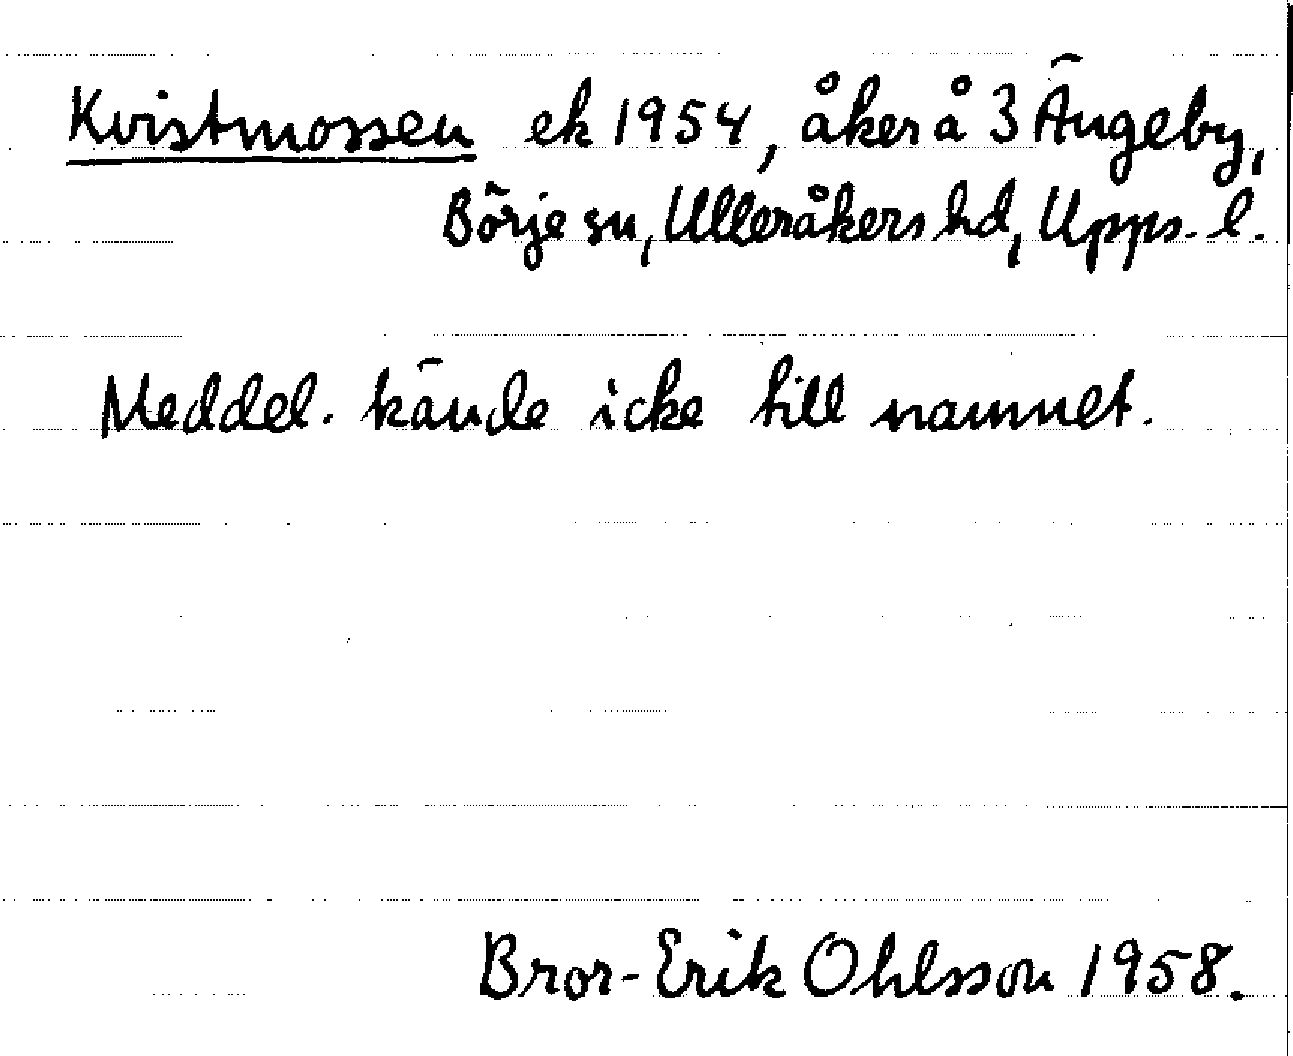 Kvistmossen ek 1954, åker å 3 Ängeby,
Börje sn, Ulleråkers hd, Upps. l.
Meddel. kände icke till namnet.
Bror-Erik Ohlsson 1958.